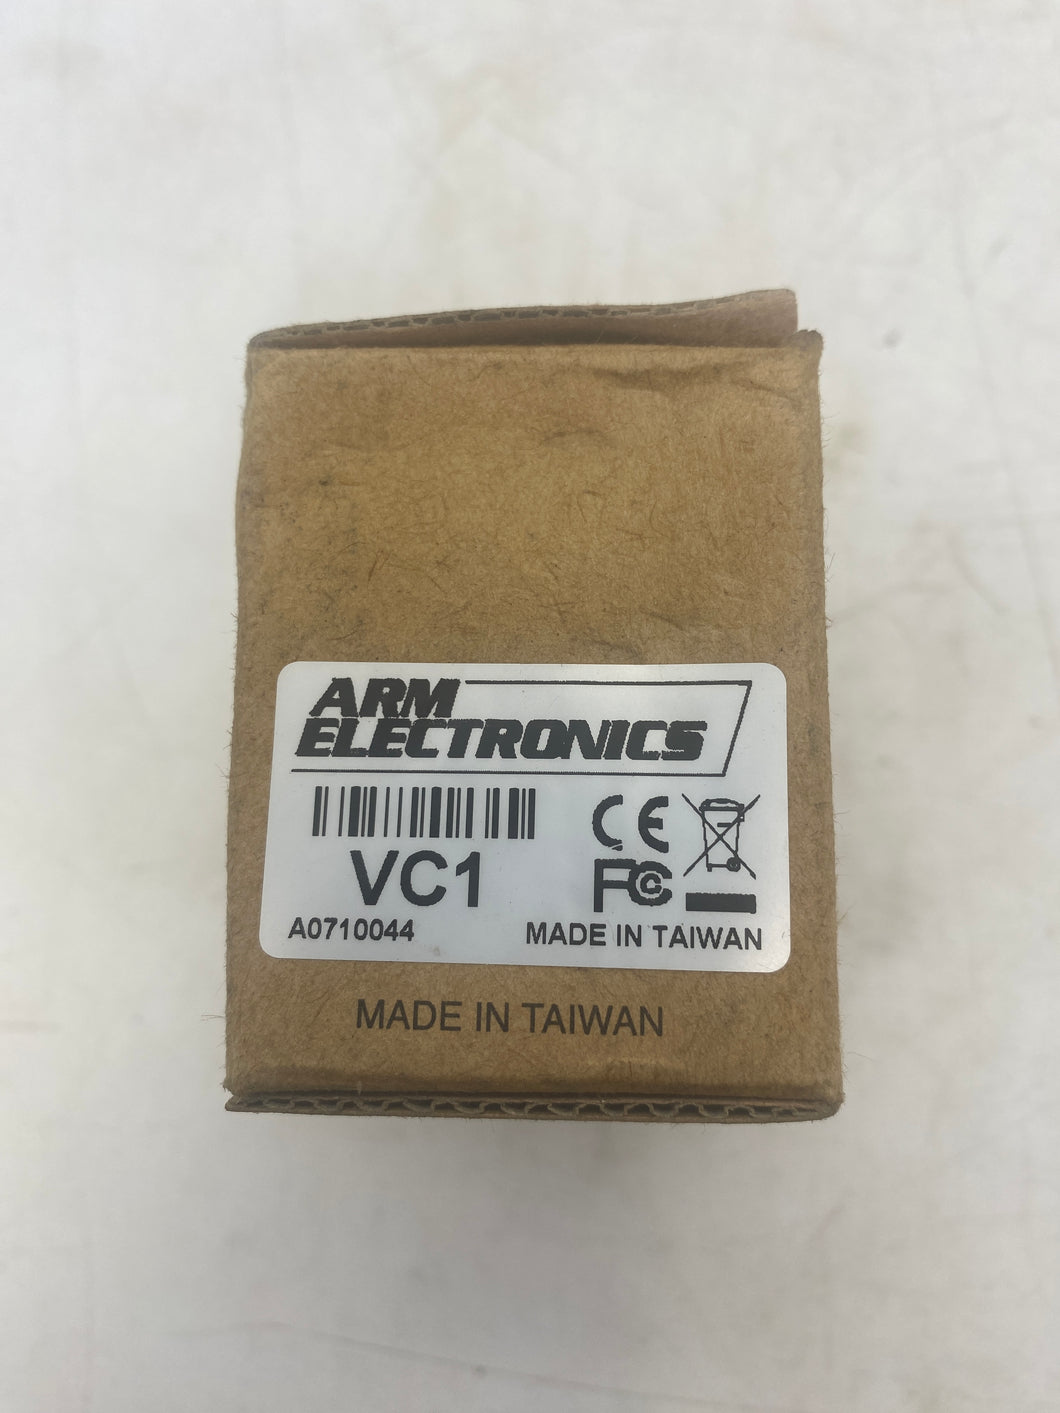 ARM
ELECTRONICS
CE
VC1
FC
A0710044
MADE IN TAIWAN
MADE IN TAIWAN